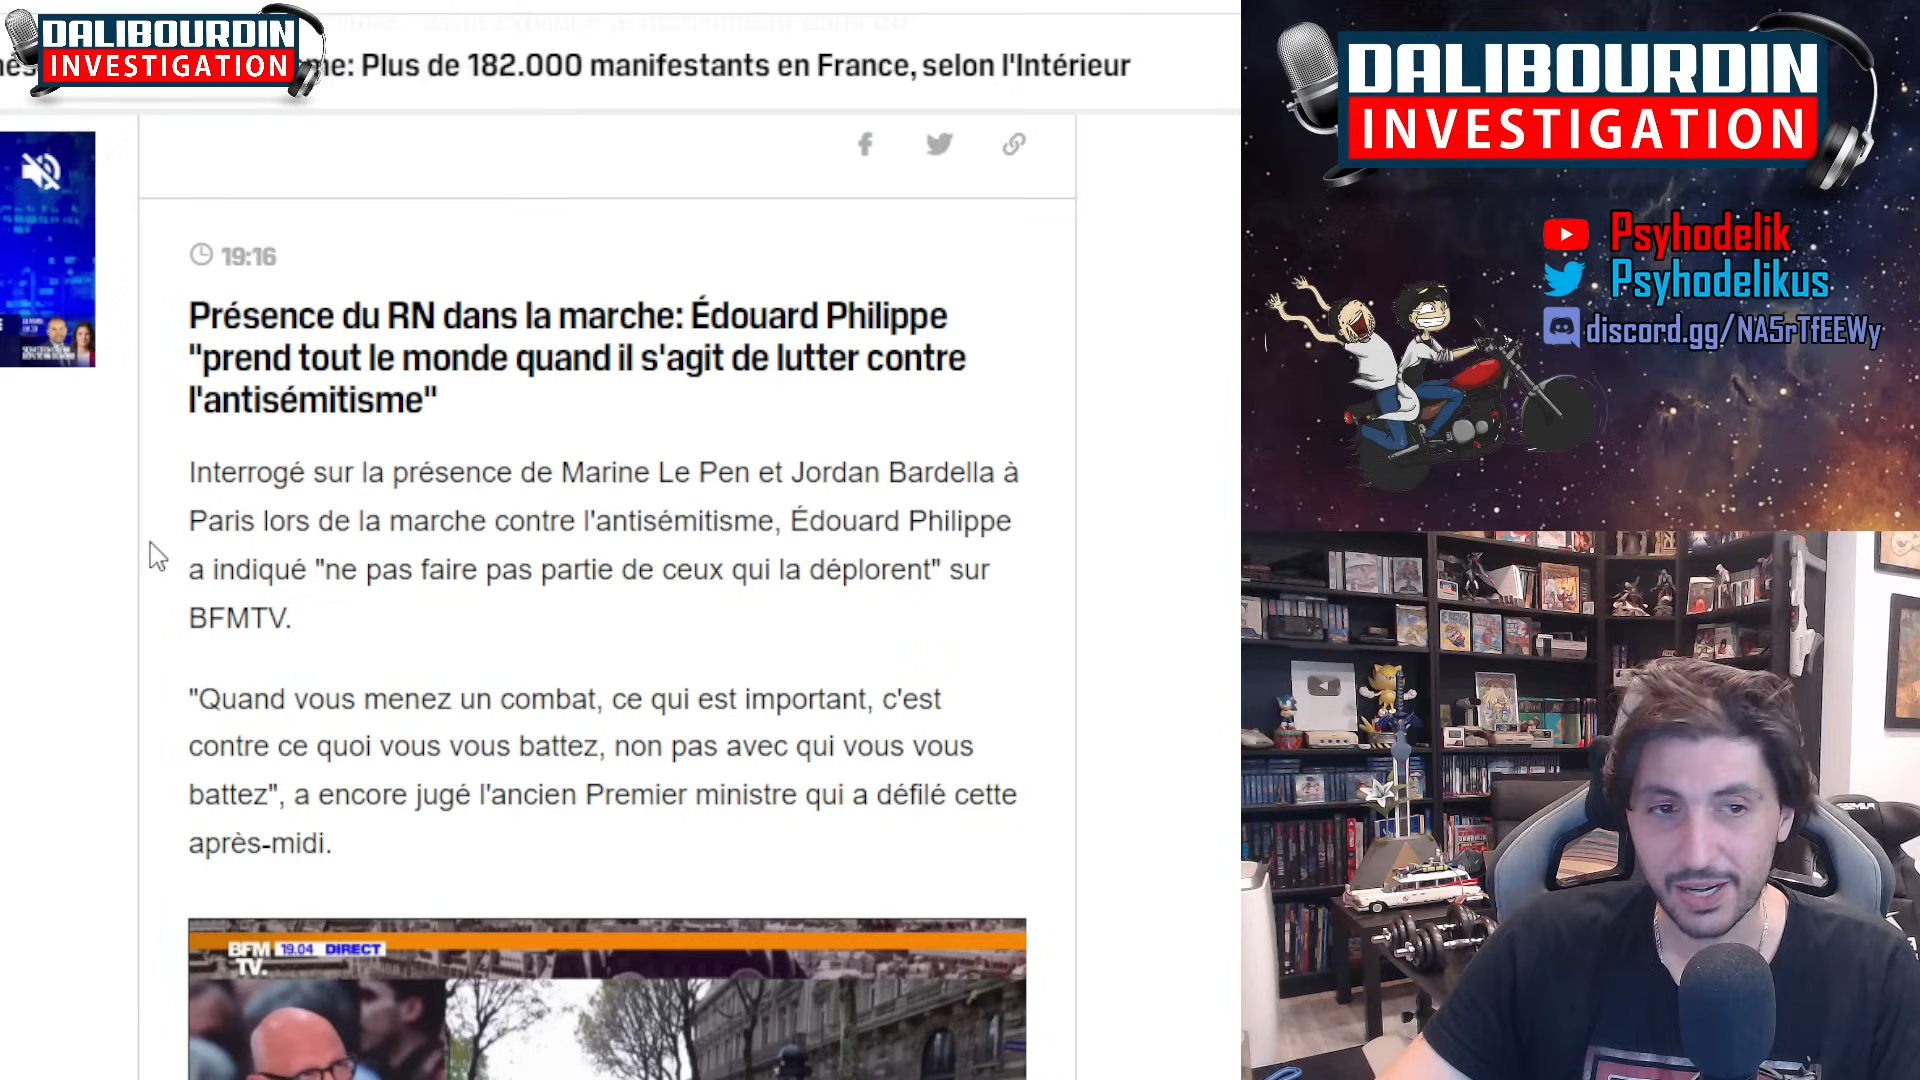 DALIBOURDIN
INVESTIGATION
me: Plus de 182.000 manifestants en France, selon l'Intérieur
19:16
Présence du RN dans la marche: Édouard Philippe
"prend tout le monde quand il s'agit de lutter contre
l'antisémitisme"
Interrogé sur la présence de Marine Le Pen et Jordan Bardella à
Paris lors de la marche contre l'antisémitisme, Édouard Philippe
a indiqué "ne pas faire pas partie de ceux qui la déplorent" sur
BFMTV.
"Quand vous menez un combat, ce qui est important, c'est
contre ce quoi vous vous battez, non pas avec qui vous vous
battez", a encore jugé l'ancien Premier ministre qui a défilé cette
après-midi.
BFM 19.04 DIRECT
TV.
DALIBOURDIN
INVESTIGATION
Psyhodelik
Psyhodelikus
discord.gg/NA5rTfEEWy